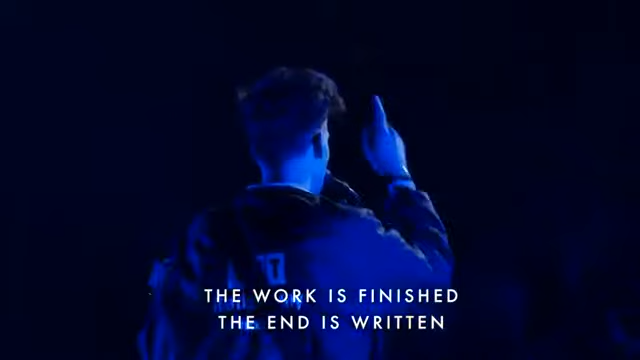 THE WORK IS FINISHED
THE END IS WRITTEN